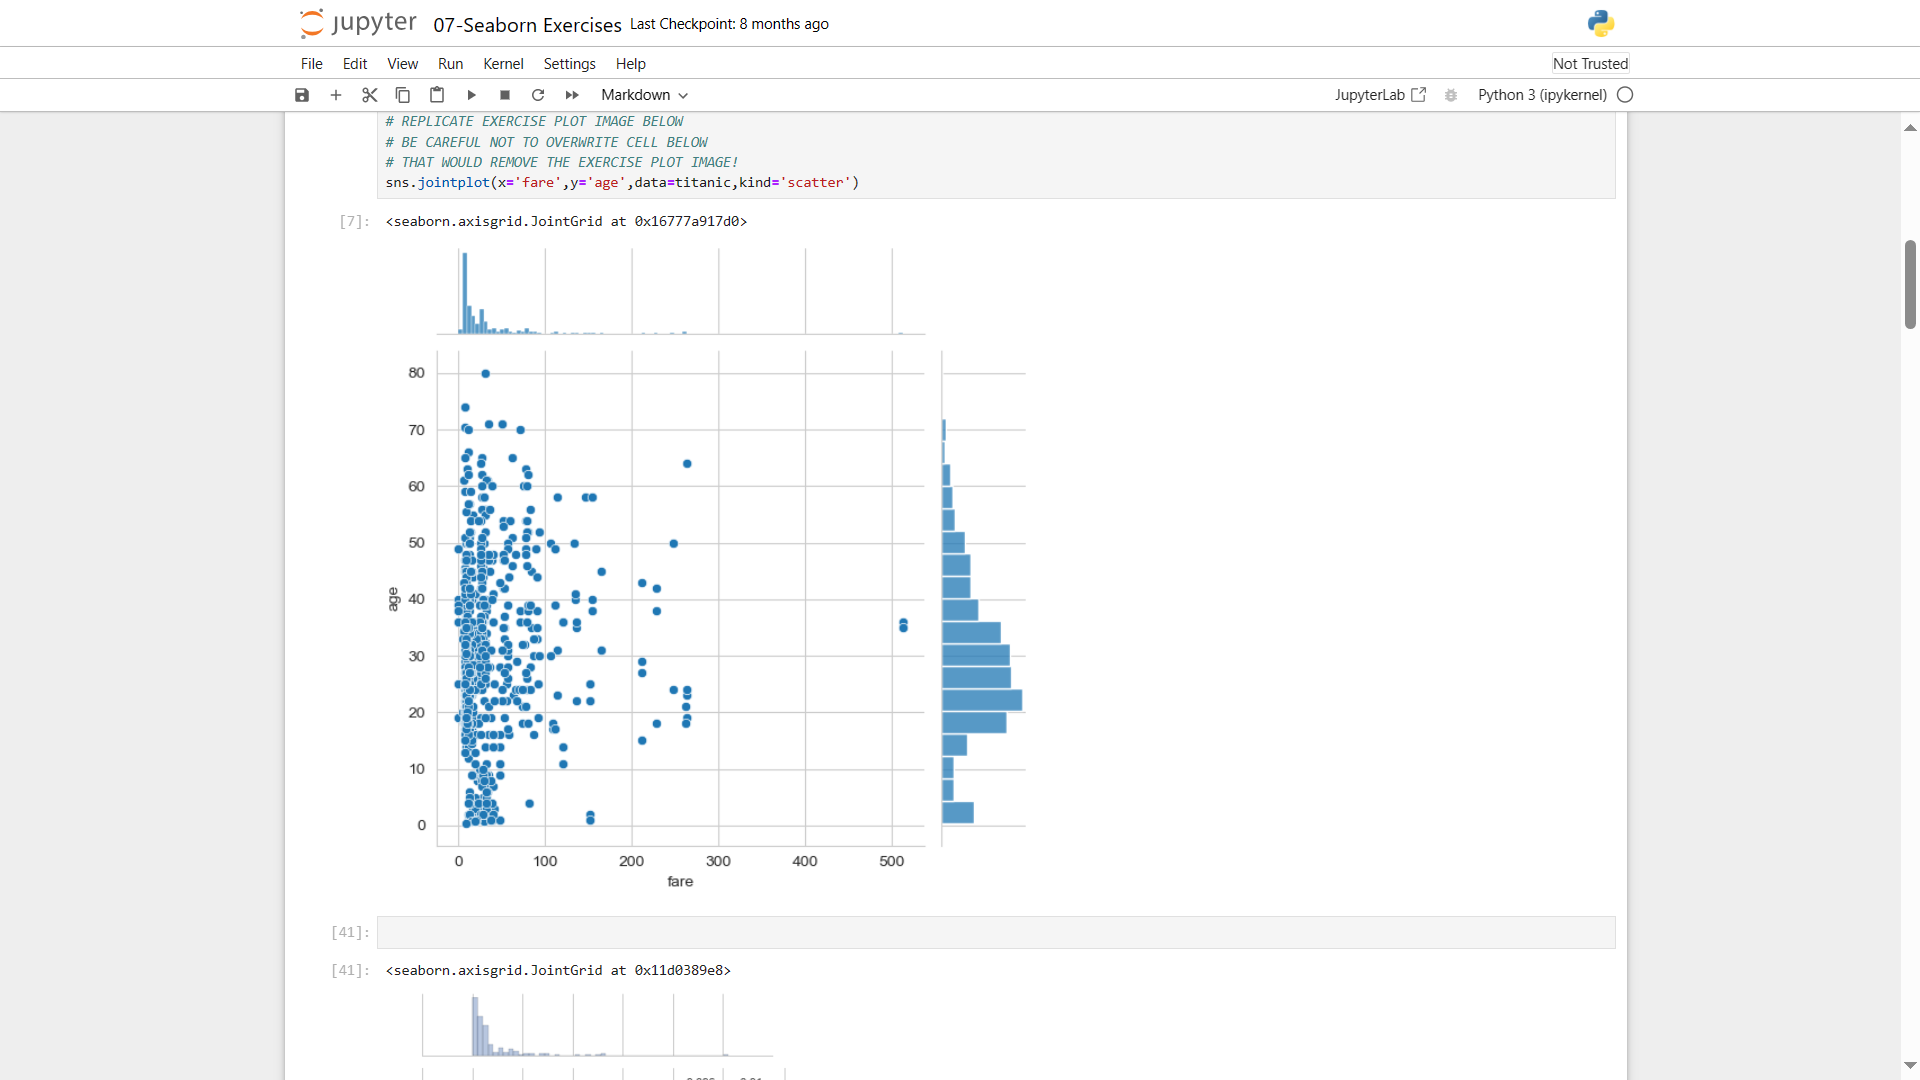 jupyter 07-Seaborn Exercises Last Checkpoint: 8 months ago
File Edit View Run Kernel Settings Help Not Trusted
Markdown JupyterLab Python 3 (ipykernel)
# REPLICATE EXERCISE PLOT IMAGE BELOW
# BE CAREFUL NOT TO OVERWRITE CELL BELOW
# THAT WOULD REMOVE THE EXERCISE PLOT IMAGE!
sns.jointplot(x='fare',y='age',data=titanic,kind='scatter')
[7]: <seaborn.axisgrid.JointGrid at 0x16777a917d0>
80
70
60
50
40
age
30
20
10
0
0 100 200 300 400 500
fare
[41]:
[41]: <seaborn.axisgrid.JointGrid at 0x11d0389e8>